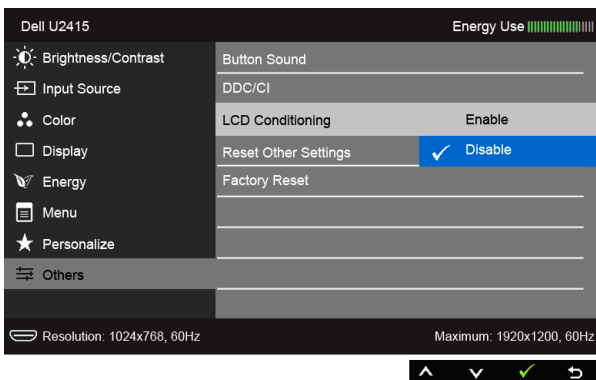 Dell U2415 Energy Use
Brightness/Contrast Button Sound
Input Source DDC/CI
Color LCD Conditioning Enable
Display Reset Other Settings Disable
Energy Factory Reset
Menu
Personalize
Others
Resolution: 1024x768, 60Hz Maximum: 1920x1200, 60Hz